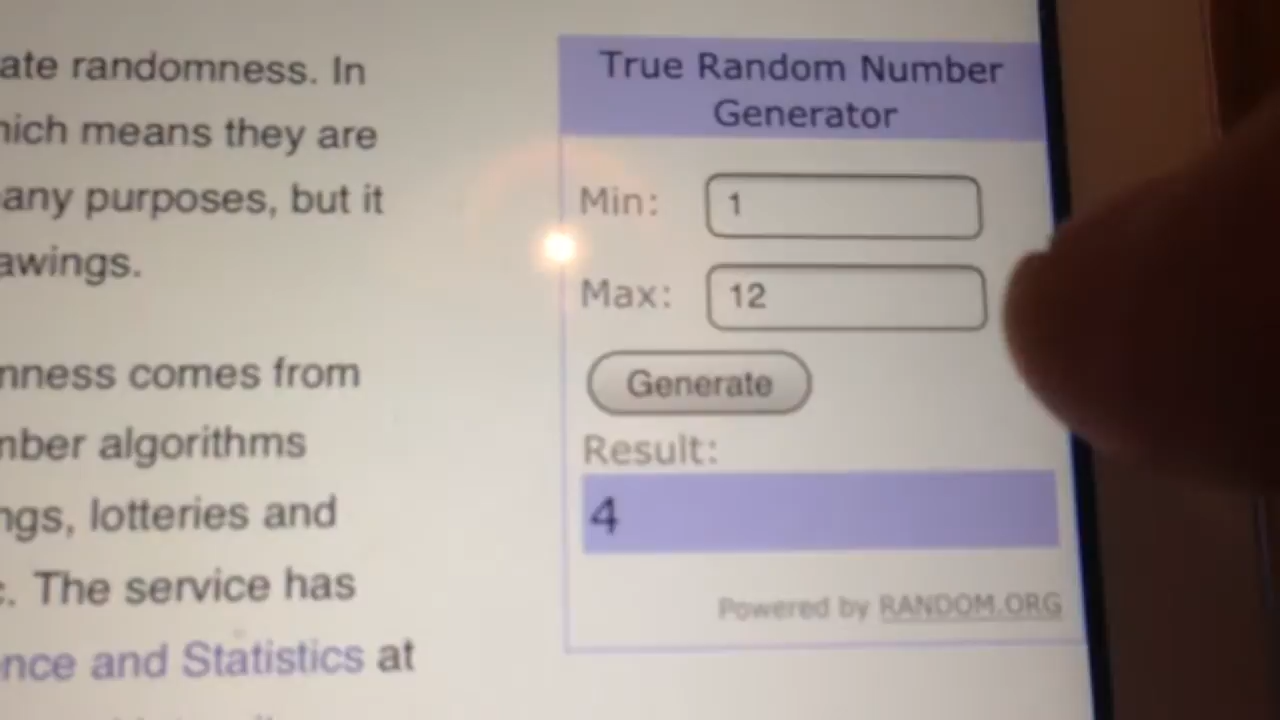 ate randomness. In
hich means they are
any purposes, but it
awings.
nness comes from
mber algorithms
ngs, lotteries and
c. The service has
nce and Statistics at
True Random Number
Generator
Min: 1
Max: 12
Generate
Result:
4
Powered by RANDOM.ORG